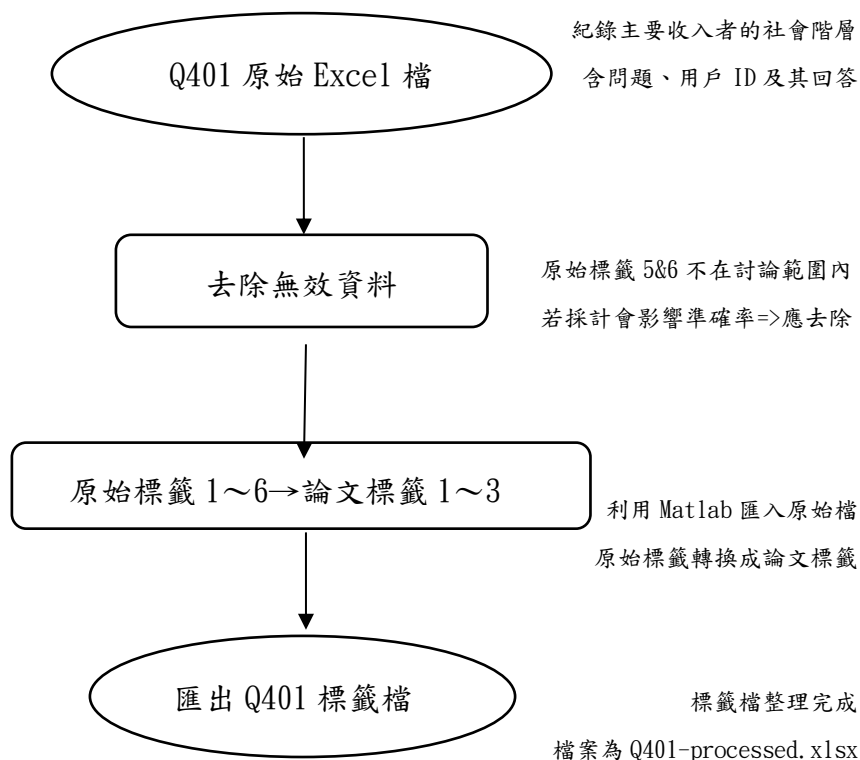 Q401 原始 Excel 檔
紀錄主要收入者的社會階層
含問題、用戶 ID 及其回答
去除無效資料
原始標籤 5&6 不在討論範圍內
若採計會影響準確率=>應去除
原始標籤 1～6→論文標籤 1～3
利用 Matlab 匯入原始檔
原始標籤轉換成論文標籤
匯出 Q401 標籤檔
標籤檔整理完成
檔案為 Q401-processed.xlsx